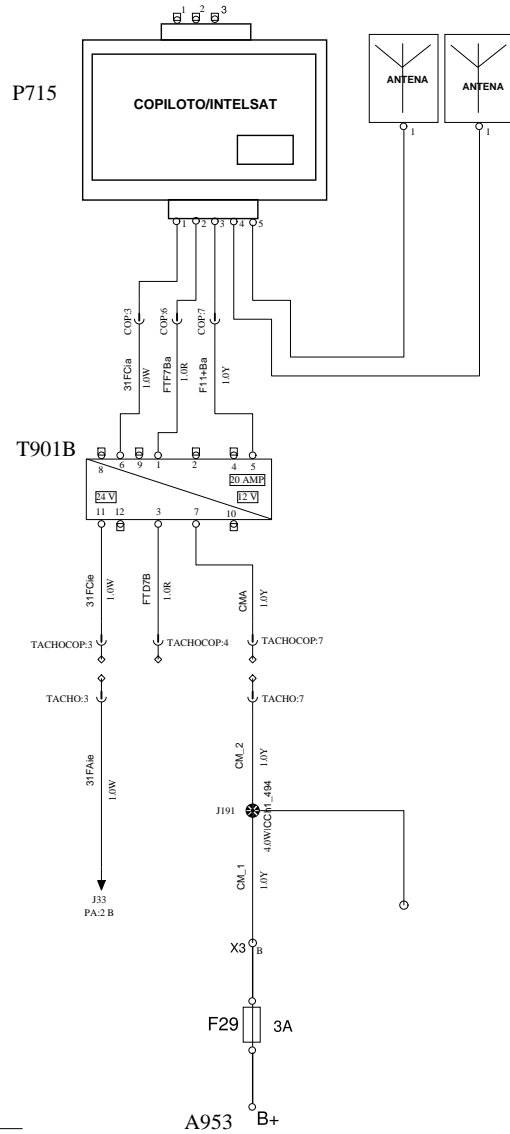 1 2 3
P715
COPILOTO/INTELSAT
ANTENA
ANTENA
1
1
1 2 3 4 5
COP:3
COP:6
COP:7
31FCia
1.0W
FTF7Ba
1.0R
F11+Ba
1.0Y
T901B
8 6 9 1 2 4 5
20 AMP
24 V
12 V
11 12 3 7 10
31FCie
1.0W
FTD7B
1.0R
CMA
1.0Y
TACHOCOP:3
TACHOCOP:4
TACHOCOP:7
TACHO:3
TACHO:7
31FAie
1.0W
CM_2
1.0Y
J191
CM_1
1.0Y
J33
PA:2 B
X3
B
F29
3A
A953
B+